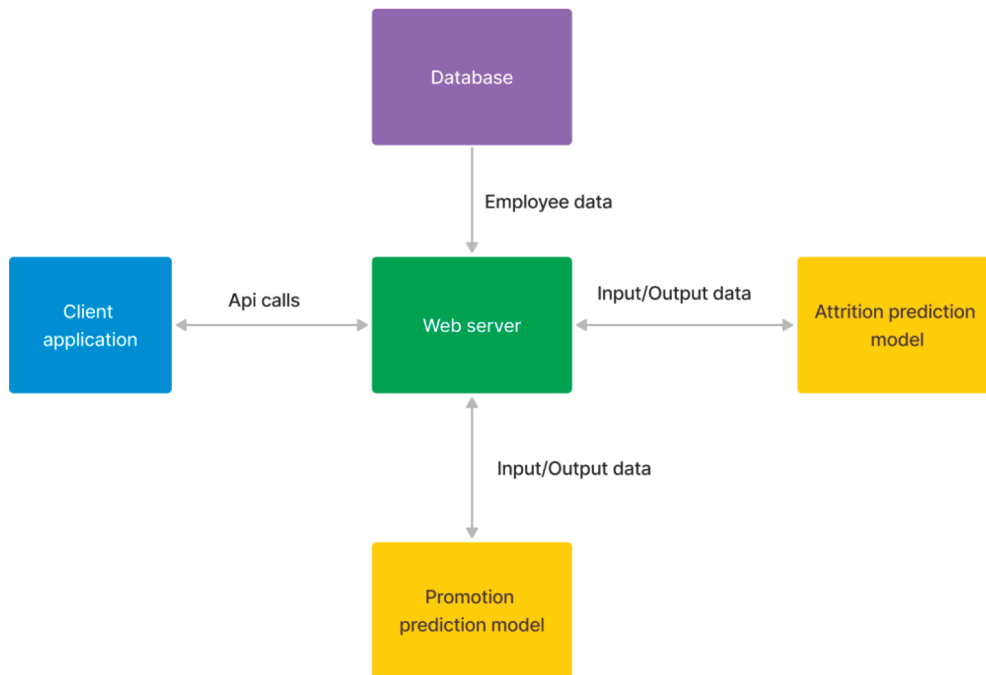 Database
Employee data
Client
application
Api calls
Web server
Input/Output data
Attrition prediction
model
Input/Output data
Promotion
prediction model